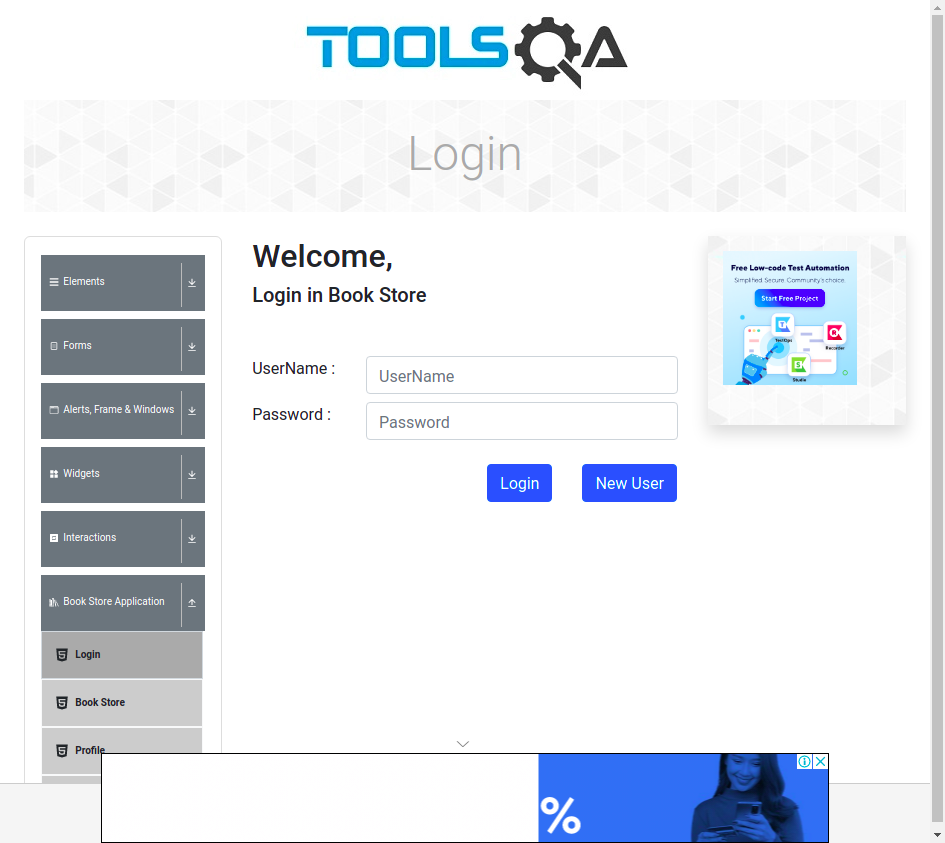 TOOLSQA
Login
Elements
Forms
Alerts, Frame & Windows
Widgets
Interactions
Book Store Application
Login
Book Store
Profile
Welcome,
Login in Book Store
UserName :
UserName
Password :
Password
Login
New User
Free Low-code Test Automation
Simplified. Secure. Community's choice.
Start Free Project
TestOps
Recorder
Studio
%